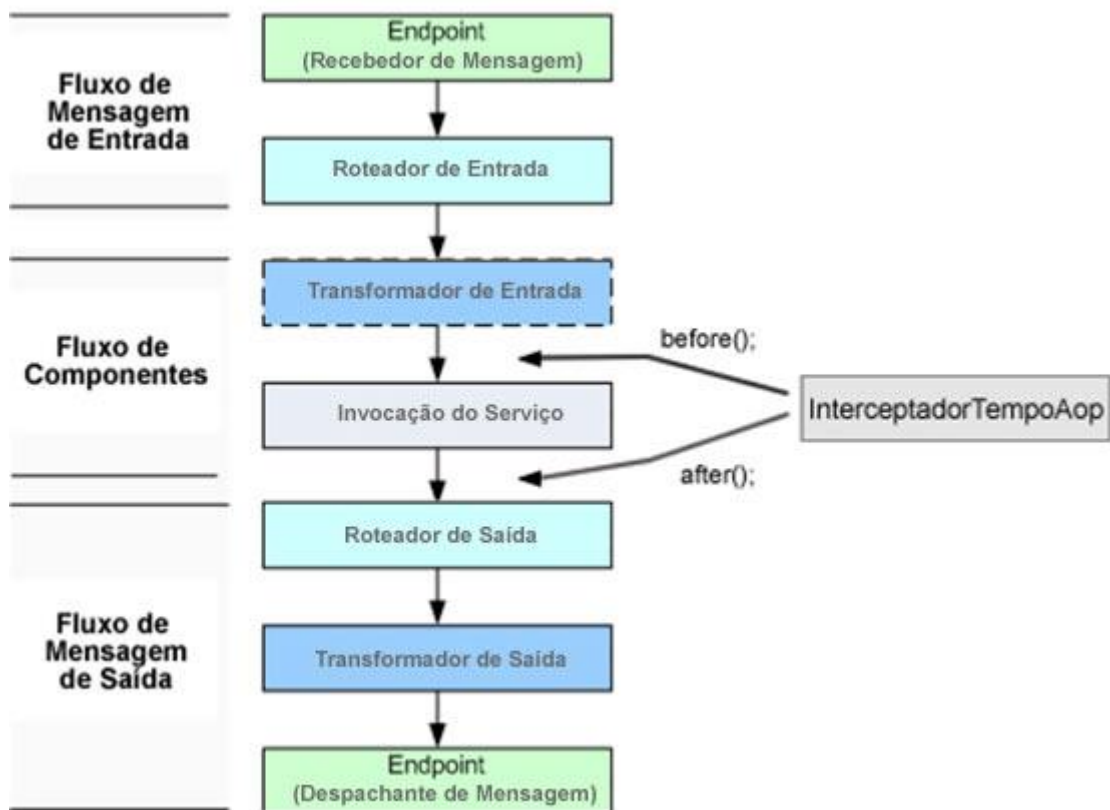 Endpoint
(Recebedor de Mensagem)
Fluxo de
Mensagem
de Entrada
Roteador de Entrada
Transformador de Entrada
before();
Fluxo de
Componentes
Invocação do Serviço
InterceptadorTempoAop
after();
Roteador de Saída
Fluxo de
Mensagem
de Saída
Transformador de Saída
Endpoint
(Despachante de Mensagem)